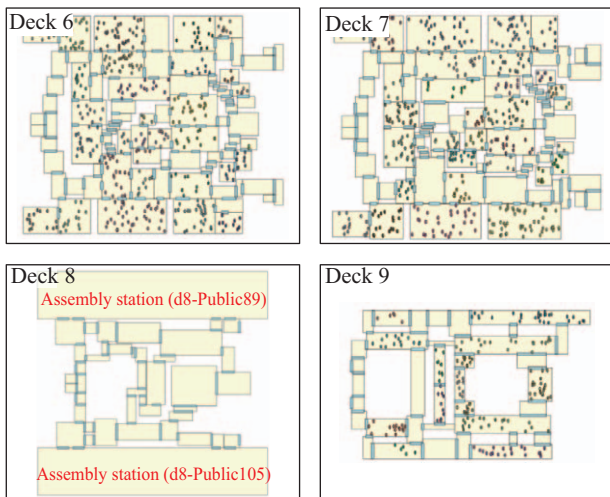 Deck 6
Deck 7
Deck 8
Assembly station (d8-Public89)
Assembly station (d8-Public105)
Deck 9